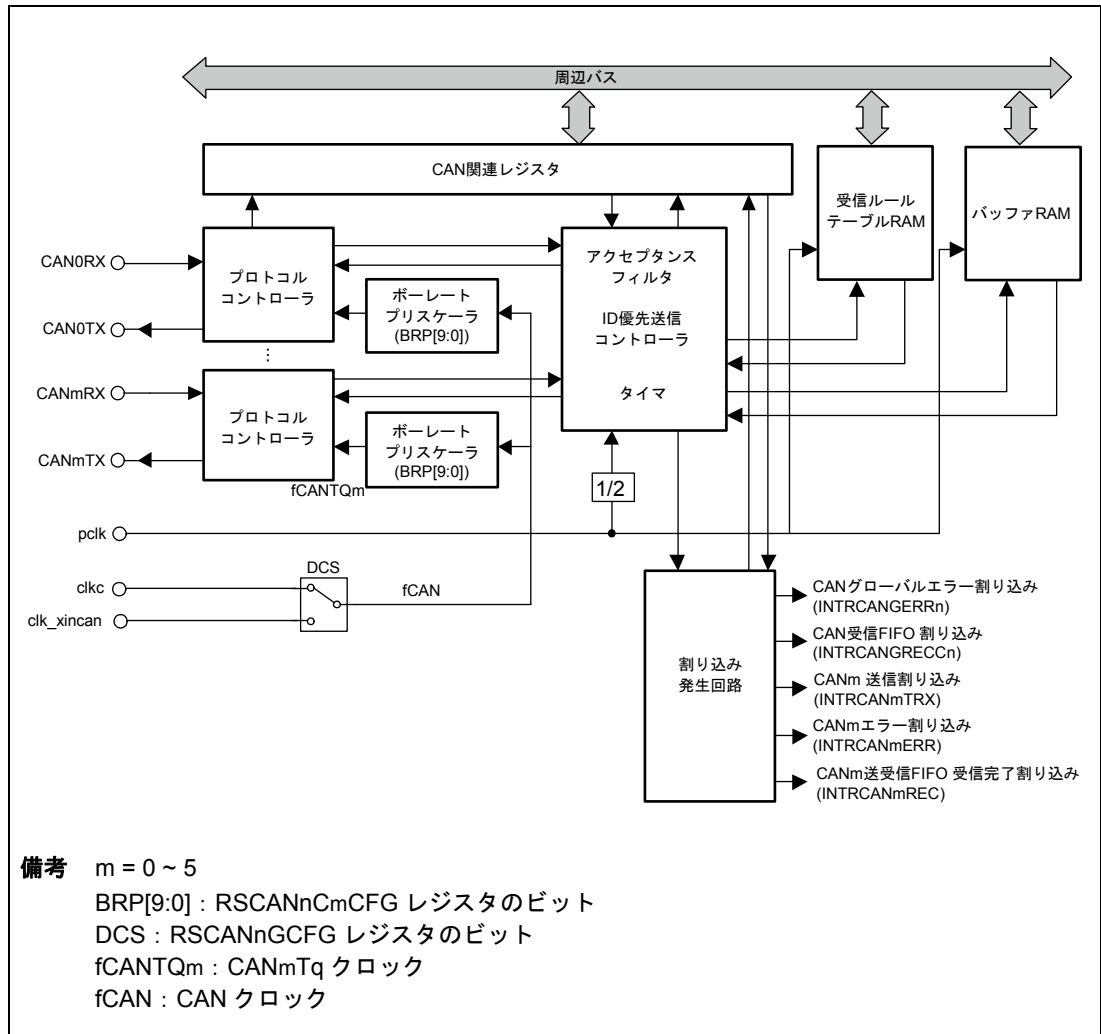 周辺バス
CAN関連レジスタ
受信ルール
テーブルRAM
バッファRAM
CAN0RX
CAN0TX
プロトコル
コントローラ
ボーレート
プリスケーラ
(BRP[9:0])
アクセプタンス
フィルタ
ID優先送信
コントローラ
タイマ
⋮
CANmRX
CANmTX
プロトコル
コントローラ
ボーレート
プリスケーラ
(BRP[9:0])
fCANTQm
1/2
pclk
clkc
clk_xincan
DCS
fCAN
割り込み
発生回路
CANグローバルエラー割り込み
(INTRCANGERRn)
CAN受信FIFO 割り込み
(INTRCANGRECCn)
CANm 送信割り込み
(INTRCANmTRX)
CANmエラー割り込み
(INTRCANmERR)
CANm送受信FIFO 受信完了割り込み
(INTRCANmREC)
備考 m = 0 ~ 5
BRP[9:0] : RSCANnCmCFG レジスタのビット
DCS : RSCANnGCFG レジスタのビット
fCANTQm : CANmTq クロック
fCAN : CAN クロック